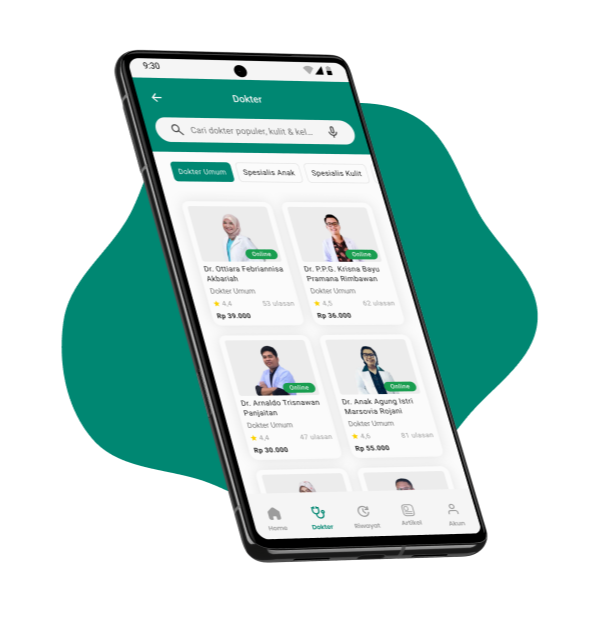 9:30
Dokter
Cari dokter populer, kulit & kel...
Dokter Umum
Spesialis Anak
Spesialis Kulit
Online
Online
Dr. Ottiara Febriannisa
Akbariah
Dokter Umum
4,4
53 ulasan
Rp 39.000
Dr. P.P.G. Krisna Bayu
Pramana Rimbawan
Dokter Umum
4,5
62 ulasan
Rp 36.000
Online
Online
Dr. Arnaldo Trisnawan
Panjaitan
Dokter Umum
4,4
47 ulasan
Rp 30.000
Dr. Anak Agung Istri
Marsovia Rojani
Dokter Umum
4,6
81 ulasan
Rp 55.000
Home
Dokter
Riwayat
Artikel
Akun